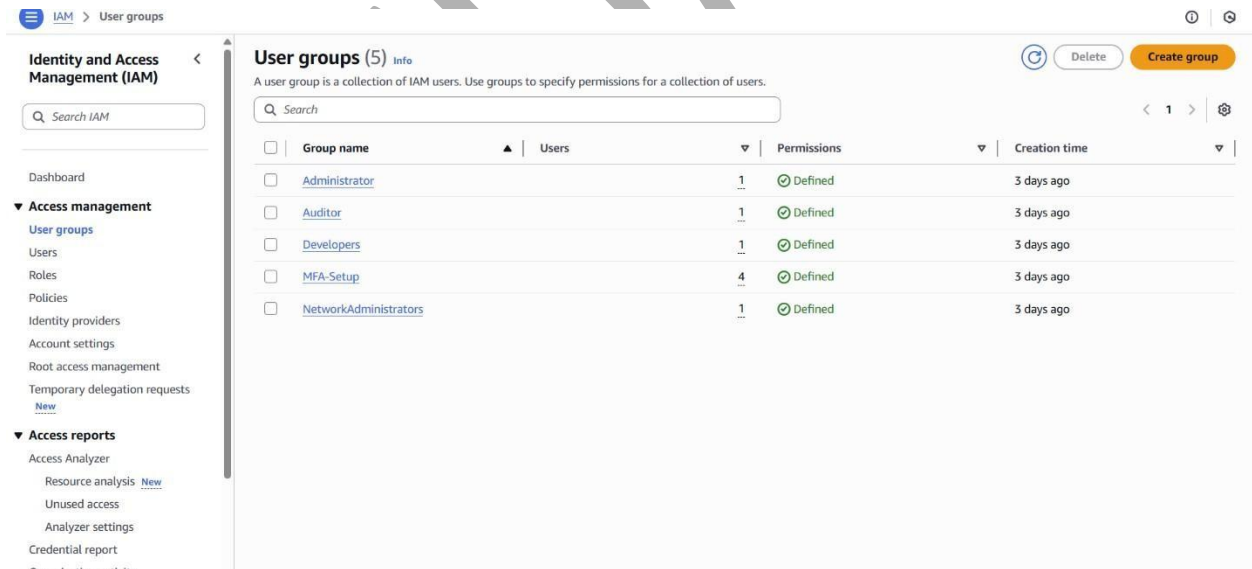 IAM > User groups
Identity and Access
Management (IAM)
Search IAM
Dashboard
Access management
User groups
Users
Roles
Policies
Identity providers
Account settings
Root access management
Temporary delegation requests
New
Access reports
Access Analyzer
Resource analysis New
Unused access
Analyzer settings
Credential report
User groups (5) Info
Delete
Create group
A user group is a collection of IAM users. Use groups to specify permissions for a collection of users.
Search
1
Group name Users Permissions Creation time
Administrator 1 Defined 3 days ago
Auditor 1 Defined 3 days ago
Developers 1 Defined 3 days ago
MFA-Setup 4 Defined 3 days ago
NetworkAdministrators 1 Defined 3 days ago